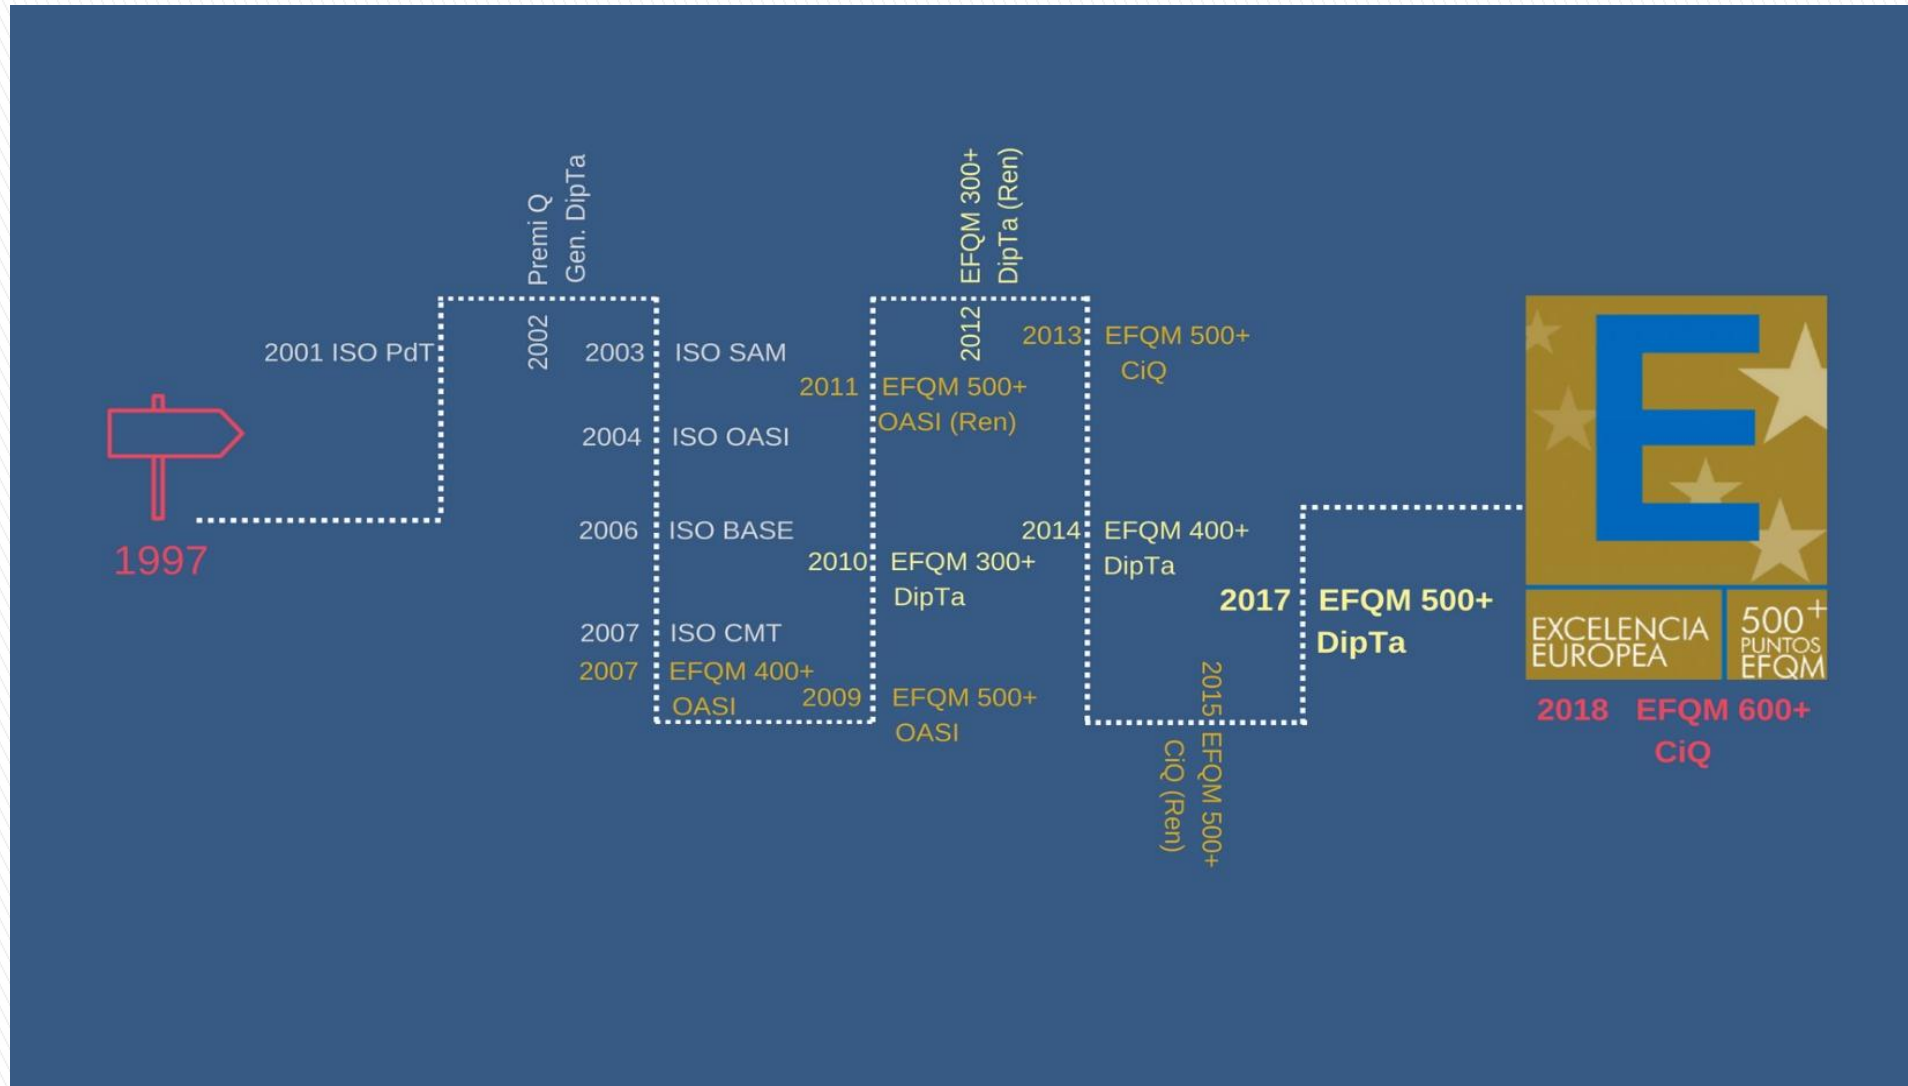 1997
2001 ISO PdT
2002 Premi Q
Gen. DipTa
2003 ISO SAM
2004 ISO OASI
2006 ISO BASE
2007 ISO CMT
2007 EFQM 400+
OASI
2009 EFQM 500+
OASI
2010 EFQM 300+
DipTa
2011 EFQM 500+
OASI (Ren)
2012 EFQM 300+
DipTa (Ren)
2013 EFQM 500+
CiQ
2014 EFQM 400+
DipTa
2015 EFQM 500+
CiQ (Ren)
2017 EFQM 500+
DipTa
E
EXCELENCIA
EUROPEA
500+
PUNTOS
EFQM
2018 EFQM 600+
CiQ